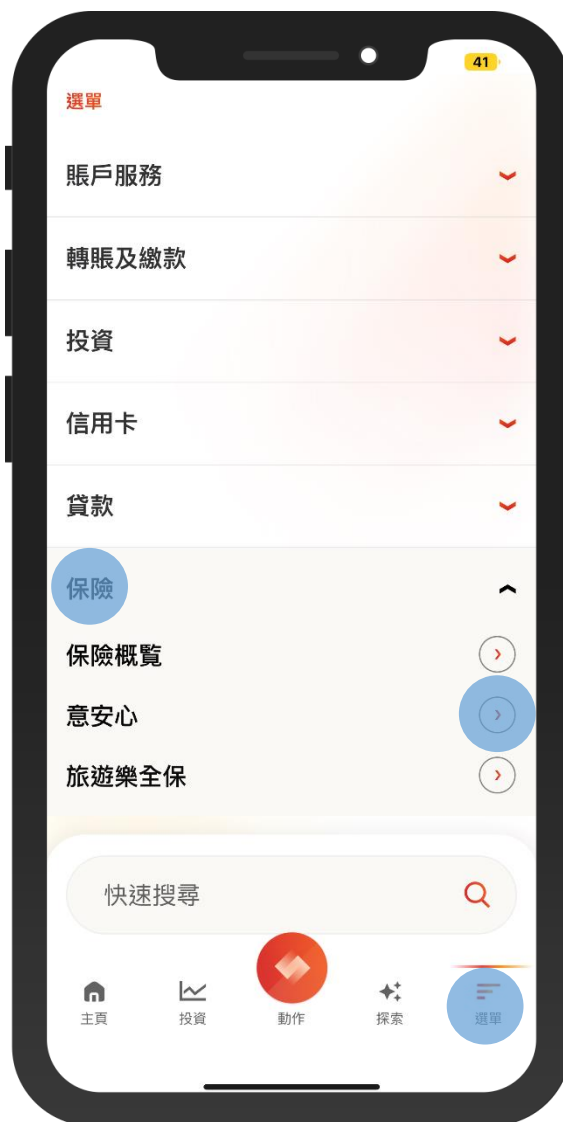 41
選單
賬戶服務
轉賬及繳款
投資
信用卡
貸款
保險
保險概覧
意安心
旅遊樂全保
快速搜尋
主頁 投資 動作 探索 選單